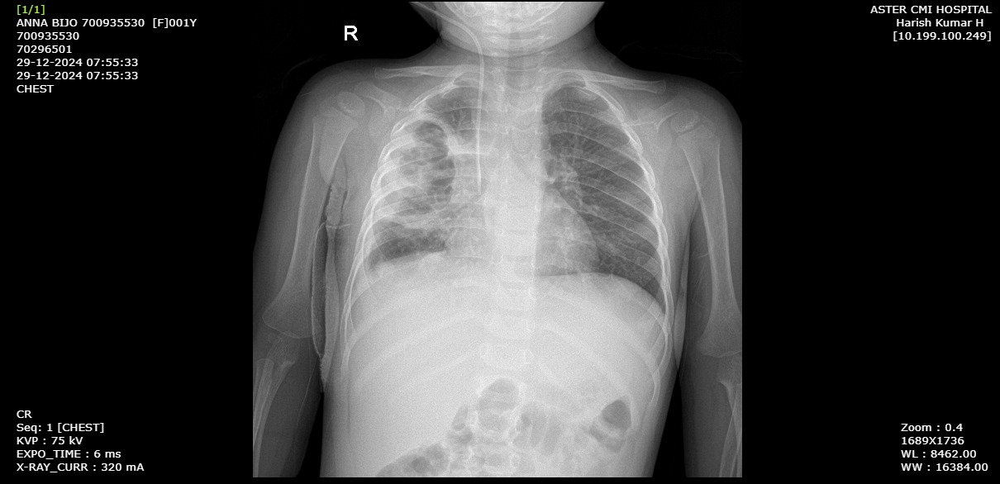 [1/1]
ANNA BIJO 700935530 [F]001Y
700935530
70296501
29-12-2024 07:55:33
29-12-2024 07:55:33
CHEST
R
ASTER CMI HOSPITAL
Harish Kumar H
[10.199.100.249]
CR
Seq: 1 [CHEST]
KVP : 75 kV
EXPO_TIME : 6 ms
X-RAY_CURR : 320 mA
Zoom : 0.4
1689X1736
WL : 8462.00
WW : 16384.00